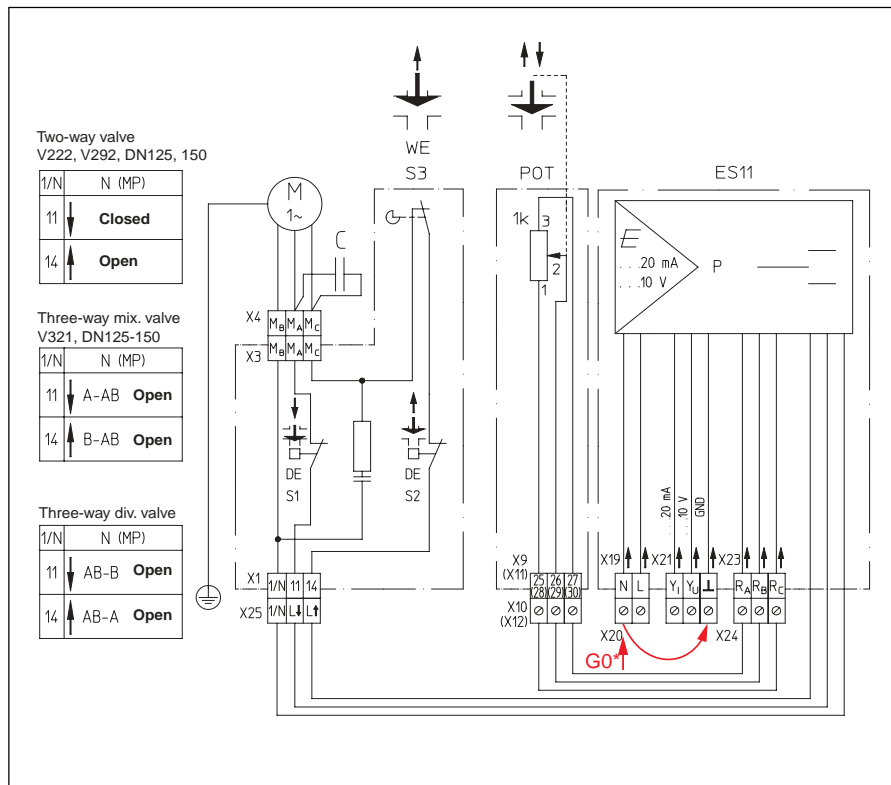 Two-way valve
V222, V292, DN125, 150
1/N N (MP)
11 Closed
14 Open
Three-way mix. valve
V321, DN125-150
1/N N (MP)
11 A-AB Open
14 B-AB Open
Three-way div. valve
1/N N (MP)
11 AB-B Open
14 AB-A Open
WE
S3
POT
ES11
M
1~
C
1k
3
2
1
E
...20 mA
...10 V
P
X4
MB MA MC
X3
MB MA MC
DE
S1
DE
S2
...20 mA
...10 V
GND
X1
1/N 11 14
X25
1/N L↓ L↑
X9
(X11)
25 26 27
(28) (29) (30)
X10
(X12)
X19
N L
X20
X21
YI YU ⊥
X23
RA RB RC
X24
G0*